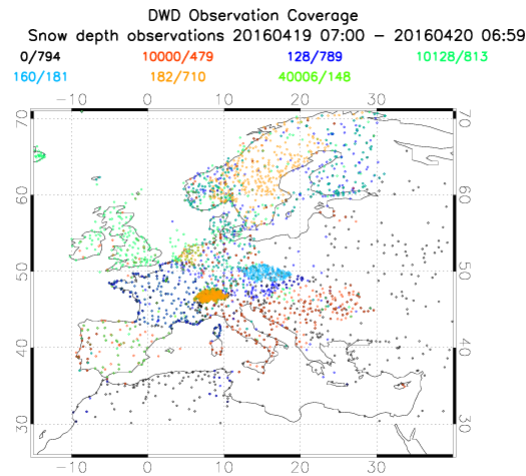 DWD Observation Coverage
Snow depth observations 20160419 07:00 – 20160420 06:59
0/794 10000/479 128/789 10128/813
160/181 182/710 40006/148
−10 0 10 20 30
70 70
60 60
50 50
40 40
30 30
−10 0 10 20 30